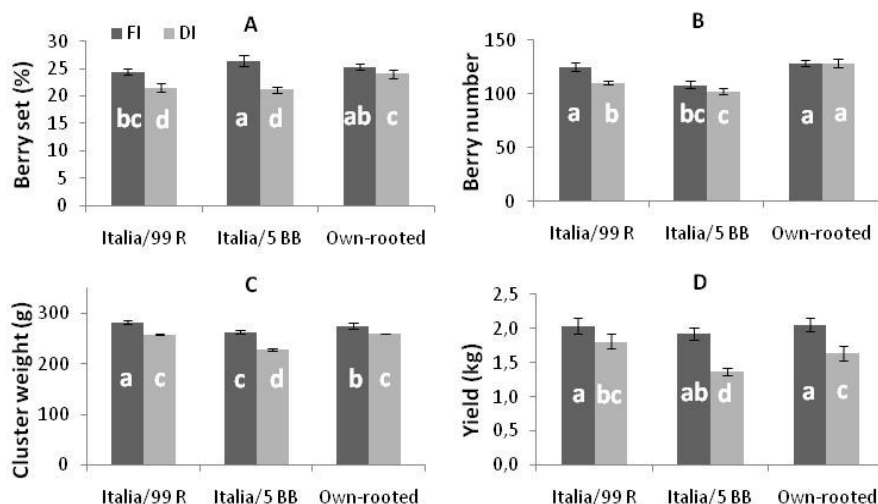 A
FI DI
Berry set (%)
30
25
20
15
10
5
0
bc d a d ab c
Italia/99 R Italia/5 BB Own-rooted
B
Berry number
150
100
50
0
a b bc c a a
Italia/99 R Italia/5 BB Own-rooted
C
Cluster weight (g)
300
200
100
0
a c c d b c
Italia/99 R Italia/5 BB Own-rooted
D
Yield (kg)
2,5
2,0
1,5
1,0
0,5
0,0
a bc ab d a c
Italia/99 R Italia/5 BB Own-rooted